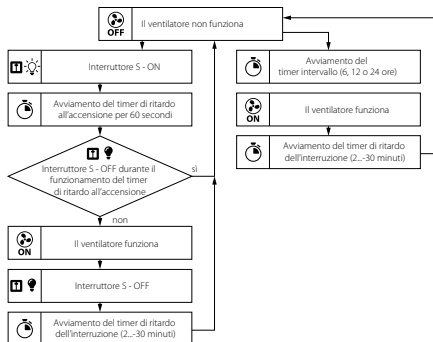 OFF
Il ventilatore non funziona
Interruttore S - ON
Avviamento del timer di ritardo
all'accensione per 60 secondi
Interruttore S - OFF durante il
funzionamento del timer
di ritardo all'accensione
sì
non
ON
Il ventilatore funziona
Interruttore S - OFF
Avviamento del timer di ritardo
dell'interruzione (2...-30 minuti)
Avviamento del
timer intervallo (6, 12 o 24 ore)
ON
Il ventilatore funziona
Avviamento del timer di ritardo
dell'interruzione (2...-30 minuti)